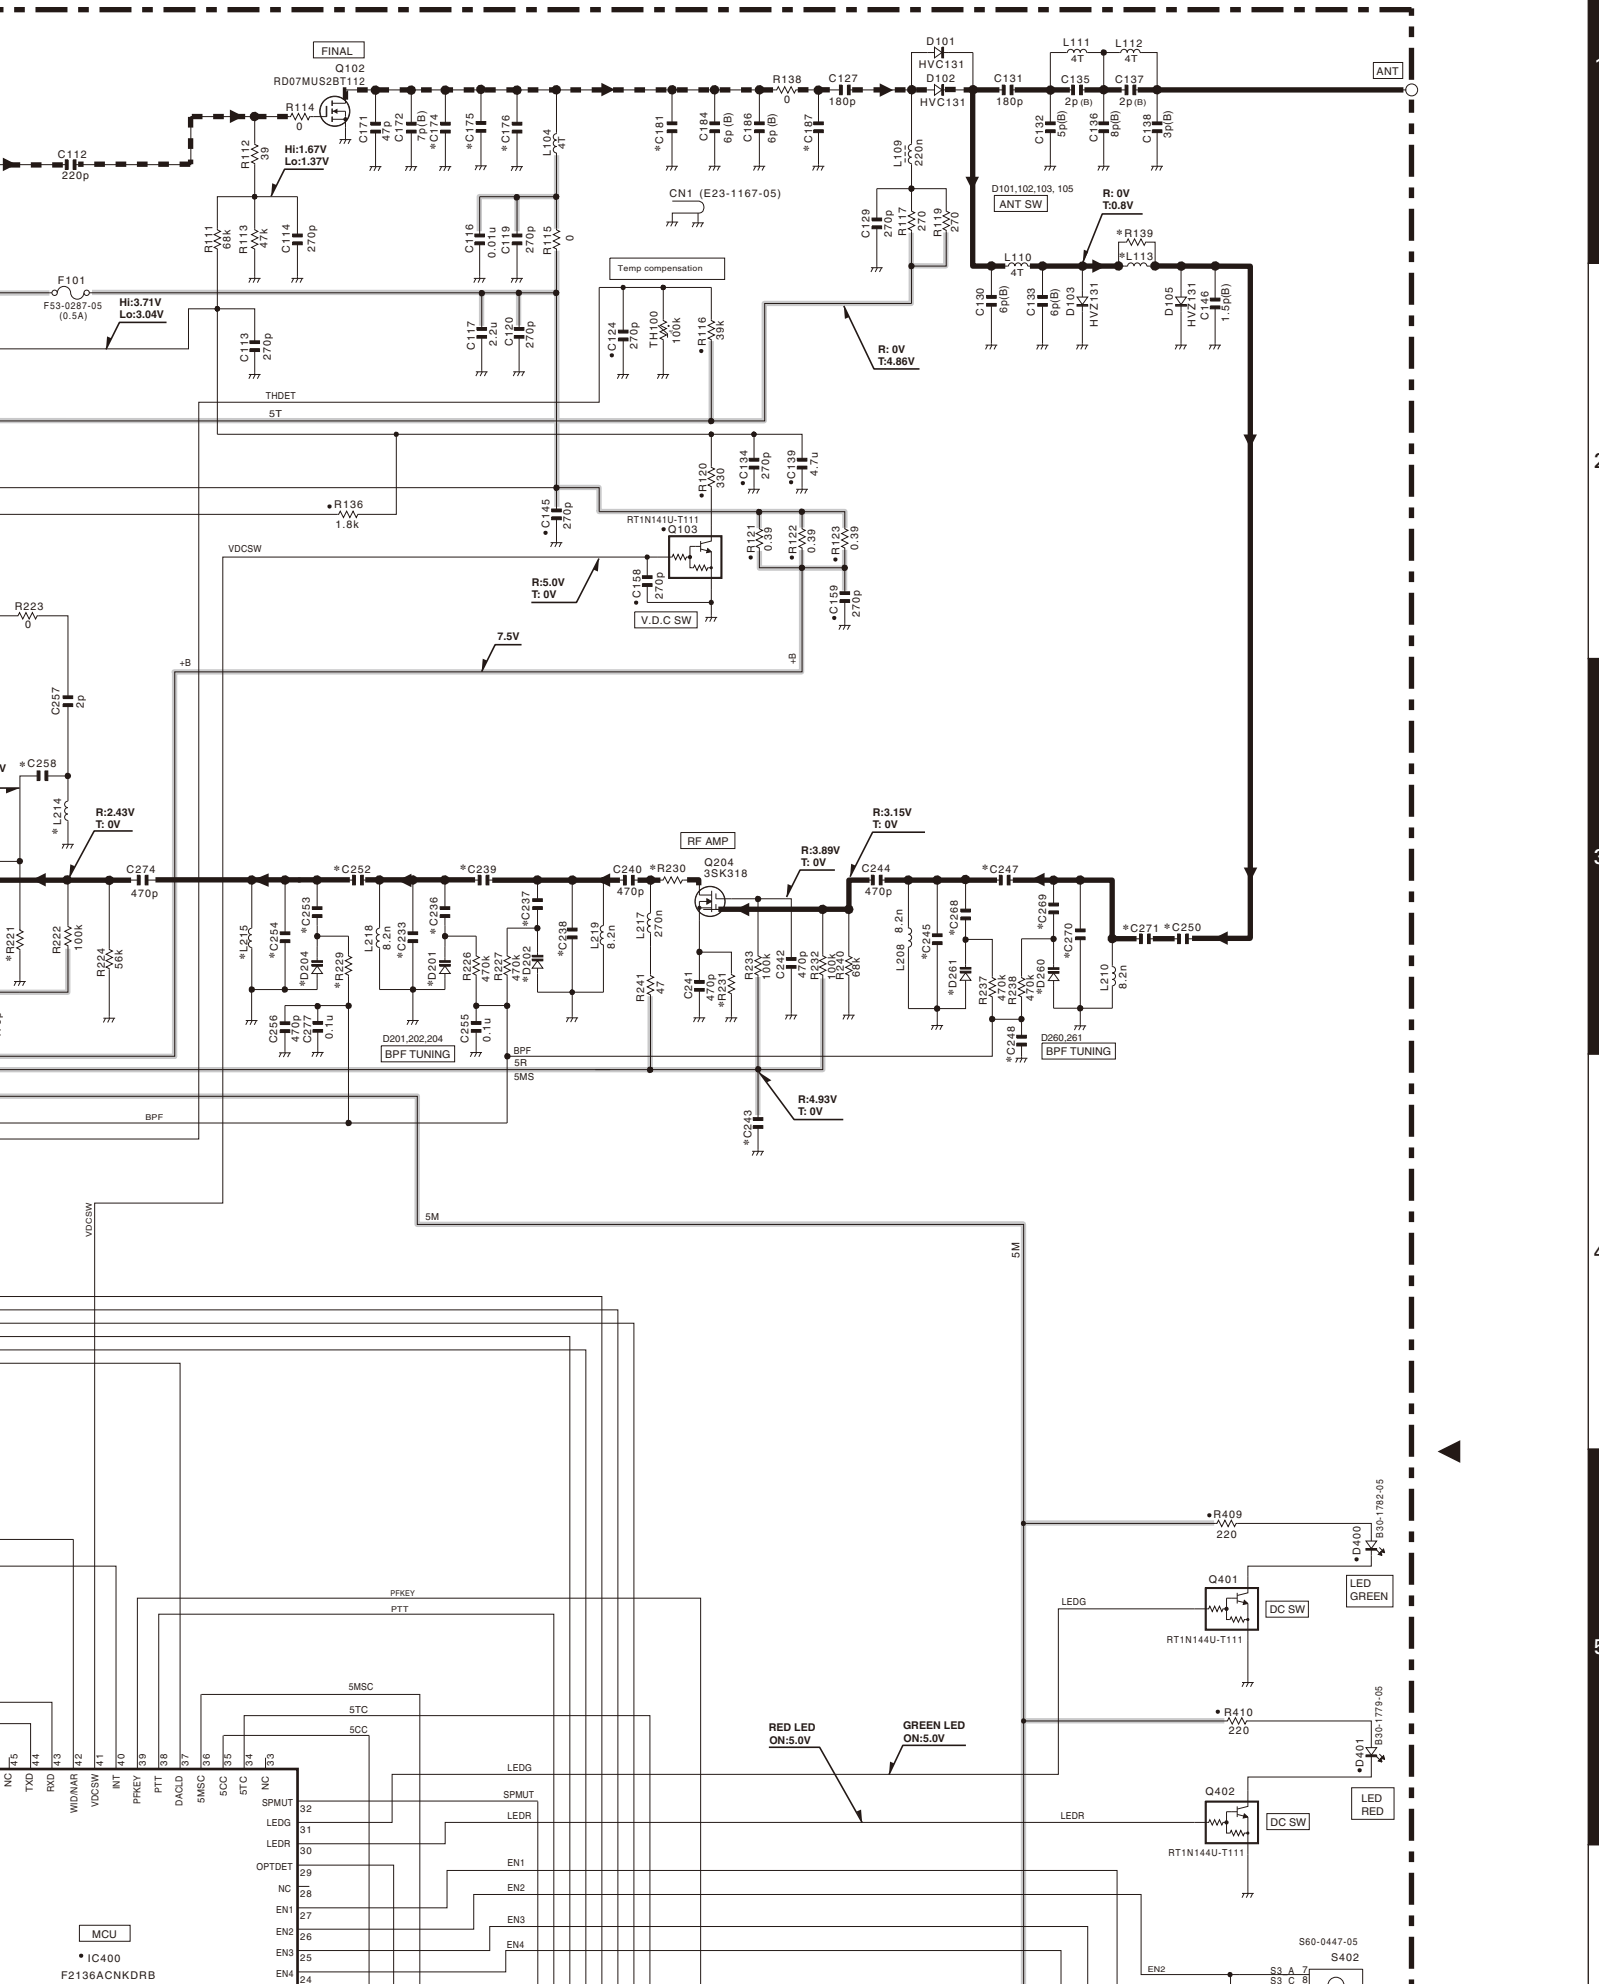 FINAL
Q102
RD07MUS2BT112
R114
0
C112
220p
R112
39
Hi:1.67V
Lo:1.37V
C171
47p
C172
7p(B)
*C174
*C175
*C176
L104
4T
*C181
C184
6p (B)
C186
6p (B)
*C187
R138
0
C127
180p
D101
HVC131
D102
HVC131
C131
180p
L111
4T
L112
4T
C135
2p (B)
C137
2p (B)
C132
5p(B)
C136
8p(B)
C138
3p(B)
ANT
1
CN1 (E23-1167-05)
L109
220n
D101,102,103, 105
ANT SW
R: 0V
T:0.8V
R111
68k
R113
47k
C114
270p
C116
0.01u
C119
270p
R115
0
C129
270p
R117
270
R119
270
*R139
*L113
L110
4T
C130
6p(B)
C133
6p(B)
D103
HVZ131
D105
HVZ131
C146
1.5p(B)
F101
F53-0287-05
(0.5A)
Hi:3.71V
Lo:3.04V
C113
270p
C117
2.2u
C120
270p
Temp compensation
•C124
270p
TH100
100k
•R116
39k
R: 0V
T:4.86V
THDET
5T
•R120
330
•C134
270p
•C139
4.7u
2
•R136
1.8k
•C145
270p
RT1N141U-T111
•Q103
VDCSW
R:5.0V
T: 0V
•C158
270p
V.D.C SW
•R121
0.39
•R122
0.39
•R123
0.39
•C159
270p
7.5V
+B
+B
R223
0
C257
2p
V
*C258
*L214
R:2.43V
T: 0V
C274
470p
*C252
*C239
C240
470p
*R230
RF AMP
Q204
3SK318
R:3.89V
T: 0V
R:3.15V
T: 0V
C244
470p
*C247
3
*R221
R222
100k
R224
56k
*L215
*C254
*C253
*D204
*R229
C256
470p
C277
0.1u
L218
8.2n
*C233
*C236
*D201
R226
470k
R227
470k
*D202
*C237
*C238
L219
8.2n
L217
270n
R241
47
C255
0.1u
D201,202,204
BPF TUNING
C241
470p
*R231
R233
100k
C242
470p
R232
100k
R240
68k
L208
8.2n
*C245
*C268
*D261
R237
470k
R238
470k
*D260
*C269
*C270
L210
8.2n
*C271
*C250
*C248
D260,261
BPF TUNING
BPF
5R
5MS
BPF
*C243
R:4.93V
T: 0V
VDCSW
5M
5M
4
•R409
220
•D400
B30-1782-05
LED
GREEN
Q401
DC SW
RT1N144U-T111
LEDG
5
PFKEY
PTT
5MSC
5TC
5CC
•R410
220
•D401
B30-1779-05
LED
RED
Q402
DC SW
RT1N144U-T111
RED LED
ON:5.0V
GREEN LED
ON:5.0V
LEDG
SPMUT
LEDR
LEDR
EN1
EN2
EN3
EN4
45
44
43
42
41
40
39
38
37
36
35
34
33
NC
TXD
RXD
WID/NAR
VDCSW
INT
PFKEY
PTT
DACLD
5MSC
5CC
5TC
NC
SPMUT
32
LEDG
31
LEDR
30
OPTDET
29
NC
28
EN1
27
EN2
26
EN3
25
EN4
24
MCU
•IC400
F2136ACNKDRB
S60-0447-05
S402
EN2
S3_A 7
S3_C 8